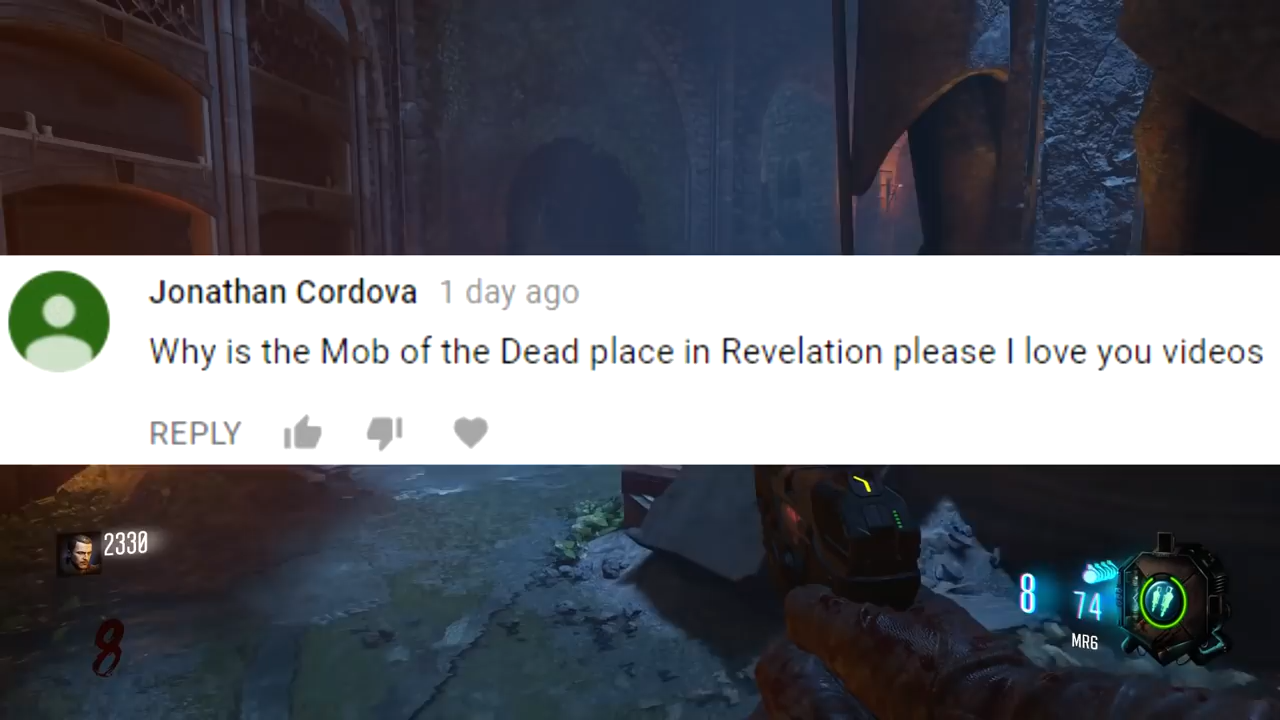 Jonathan Cordova 1 day ago
Why is the Mob of the Dead place in Revelation please I love you videos
REPLY
2330
8
8 74
MR6